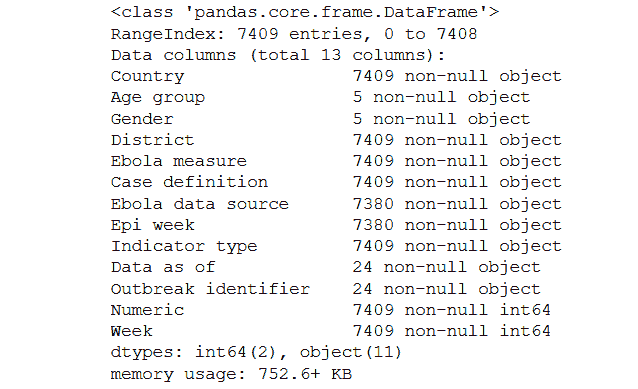 <class 'pandas.core.frame.DataFrame'>
RangeIndex: 7409 entries, 0 to 7408
Data columns (total 13 columns):
Country                 7409 non-null object
Age group               5 non-null object
Gender                  5 non-null object
District                7409 non-null object
Ebola measure           7409 non-null object
Case definition         7409 non-null object
Ebola data source       7380 non-null object
Epi week                7380 non-null object
Indicator type          7409 non-null object
Data as of              24 non-null object
Outbreak identifier     24 non-null object
Numeric                 7409 non-null int64
Week                    7409 non-null int64
dtypes: int64(2), object(11)
memory usage: 752.6+ KB